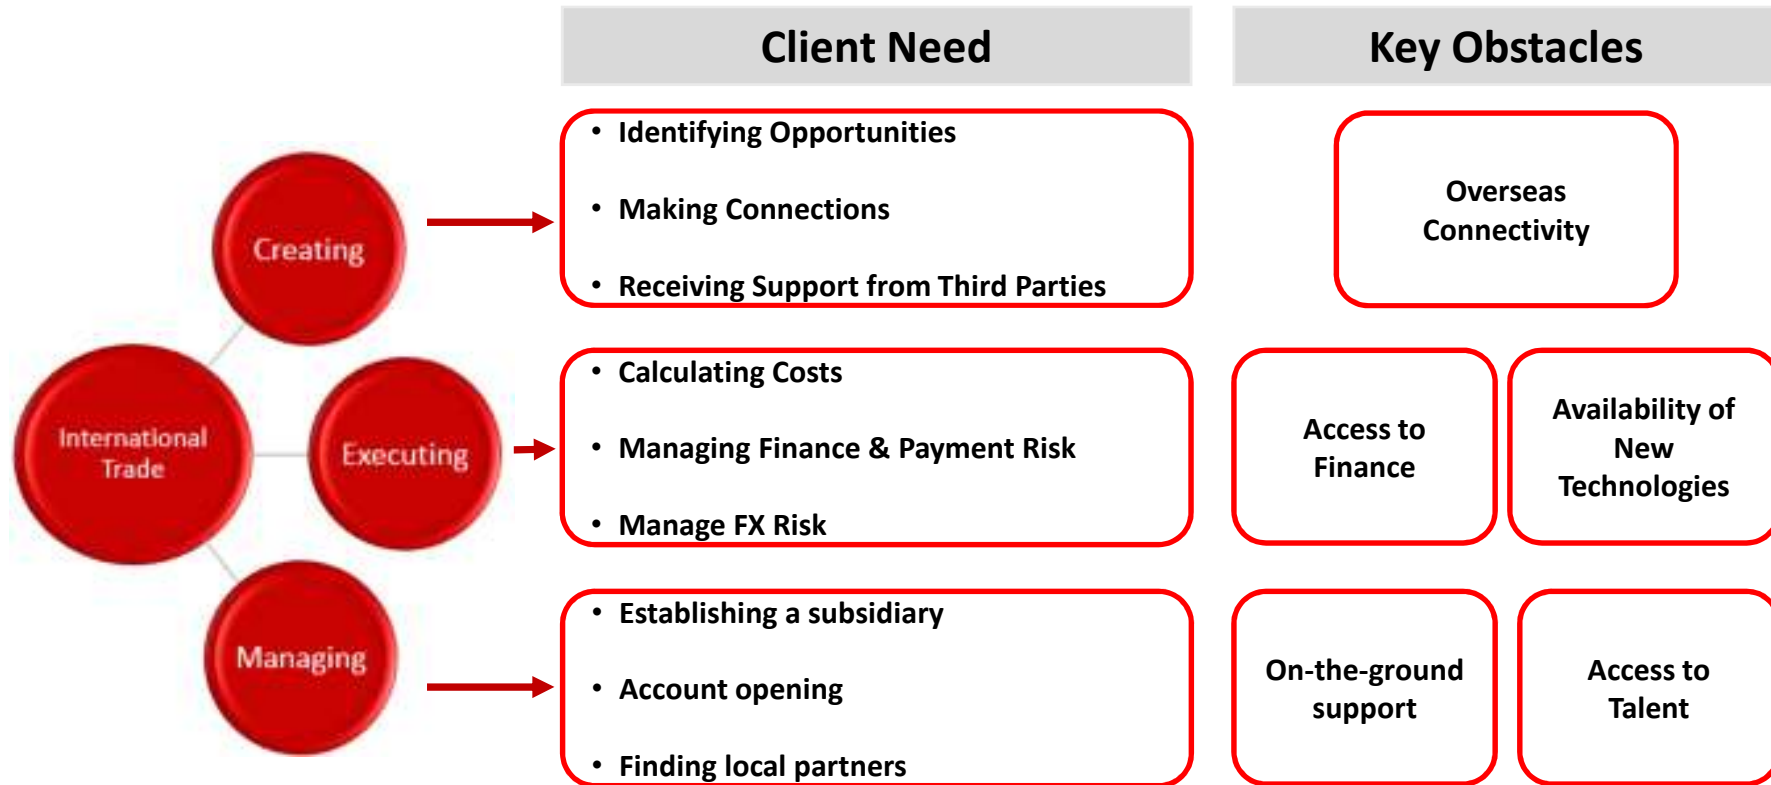 Client Need
Key Obstacles
Creating
• Identifying Opportunities
• Making Connections
• Receiving Support from Third Parties
Overseas
Connectivity
International
Trade
Executing
• Calculating Costs
• Managing Finance & Payment Risk
• Manage FX Risk
Access to
Finance
Availability of
New
Technologies
Managing
• Establishing a subsidiary
• Account opening
• Finding local partners
On-the-ground
support
Access to
Talent